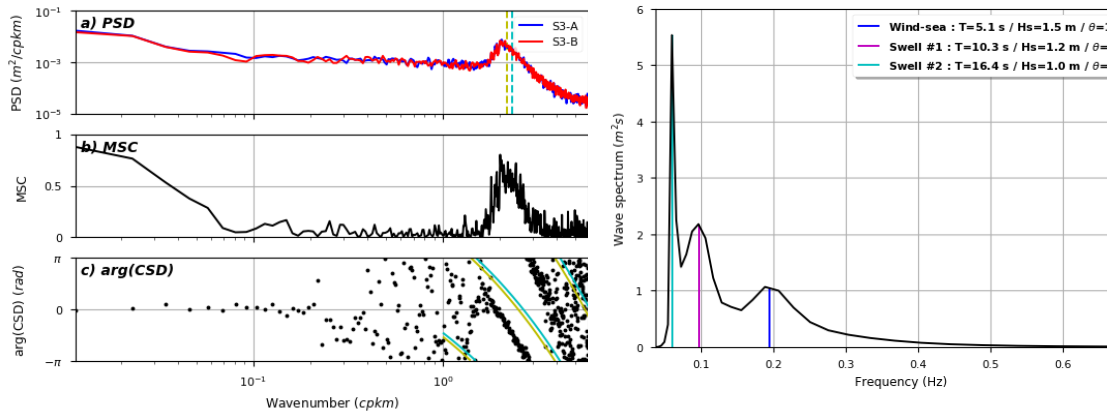 a) PSD
S3-A
S3-B
PSD (m²/cpkm)
10⁻¹
10⁻³
10⁻⁵
b) MSC
MSC
1
0.5
0
c) arg(CSD) (rad)
arg(CSD)
π
0
−π
10⁻¹
10⁰
Wavenumber (cpkm)
Wind-sea : T=5.1 s / Hs=1.5 m / θ=
Swell #1 : T=10.3 s / Hs=1.2 m / θ=
Swell #2 : T=16.4 s / Hs=1.0 m / θ=
Wave spectrum (m²s)
6
5
4
3
2
1
0
0.1
0.2
0.3
0.4
0.5
0.6
Frequency (Hz)